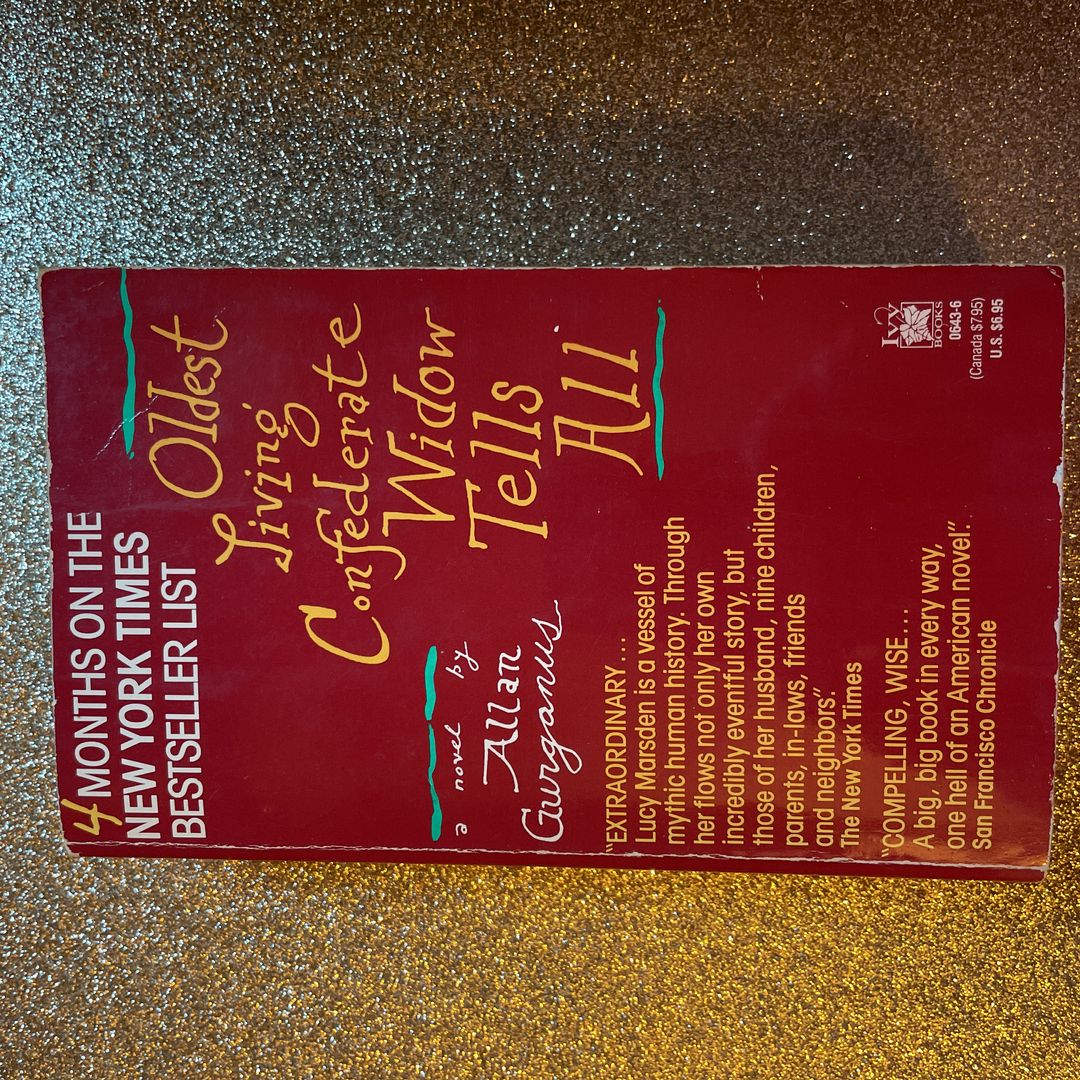 4 MONTHS ON THE
NEW YORK TIMES
BESTSELLER LIST
Oldest
Living
Confederate
Widow
Tells
All
a novel by
Allan
Gurganus
"EXTRAORDINARY...
Lucy Marsden is a vessel of
mythic human history. Through
her flows not only her own
incredibly eventful story, but
those of her husband, nine children,
parents, in-laws, friends
and neighbors."
The New York Times
"COMPELLING, WISE...
A big, big book in every way,
one hell of an American novel."
San Francisco Chronicle
IVY
BOOKS
0643-6
(Canada $7.95)
U.S. $6.95